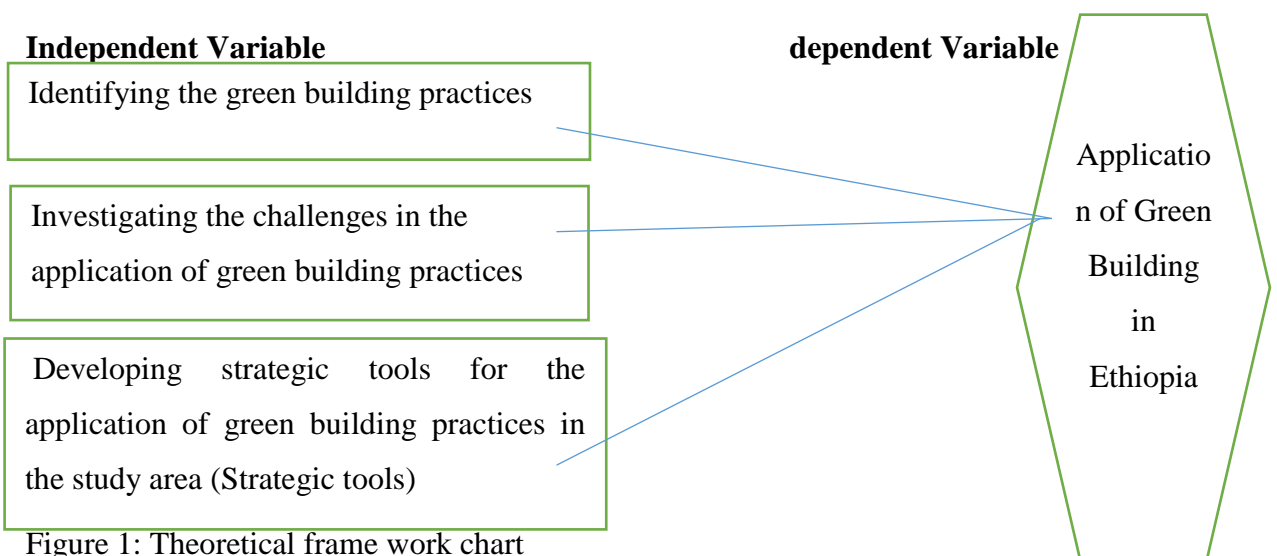 Independent Variable
dependent Variable
Identifying the green building practices
Investigating the challenges in the
application of green building practices
Developing strategic tools for the
application of green building practices in
the study area (Strategic tools)
Applicatio
n of Green
Building
in
Ethiopia
Figure 1: Theoretical frame work chart